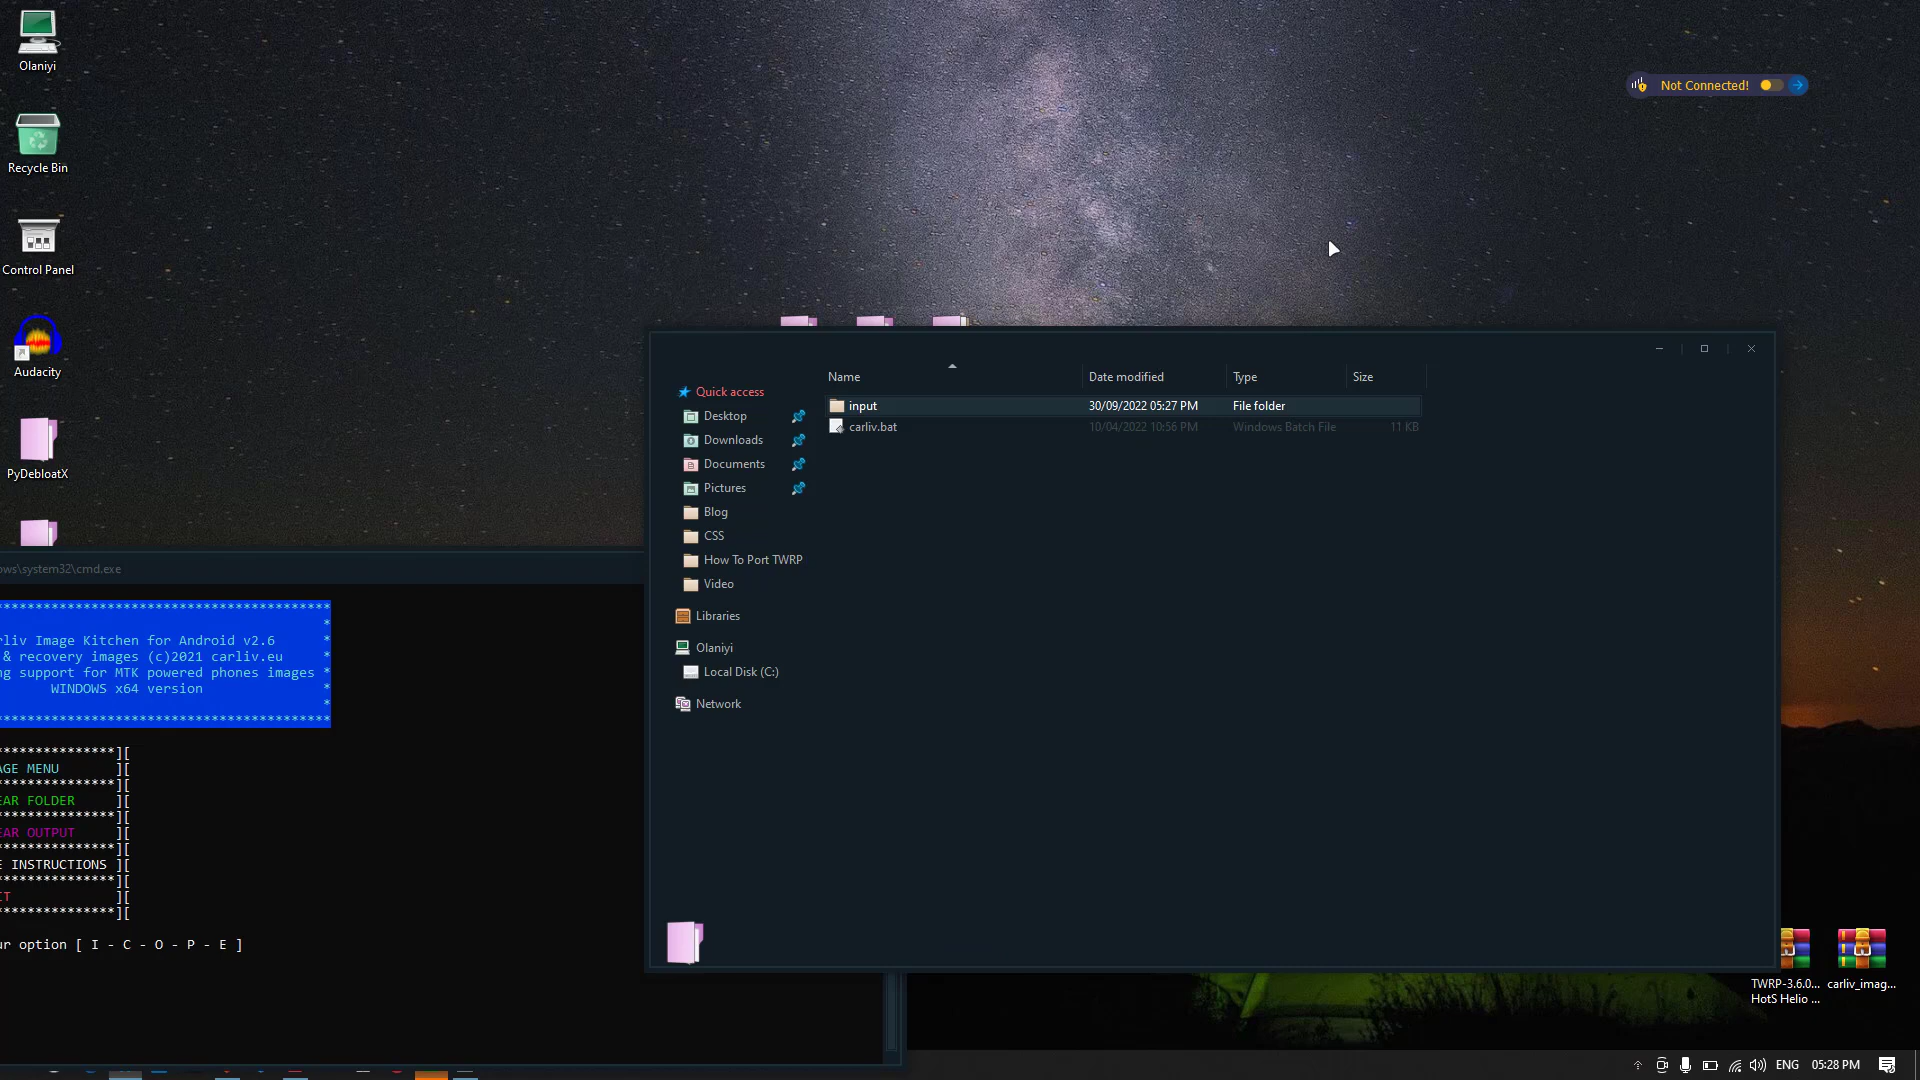 Olaniyi
Recycle Bin
Control Panel
Audacity
PyDebloatX
Not Connected!
Name
Date modified
Type
Size
Quick access
Desktop
Downloads
Documents
Pictures
Blog
CSS
How To Port TWRP
Video
Libraries
Olaniyi
Local Disk (C:)
Network
input 30/09/2022 05:27 PM File folder
carliv.bat 10/04/2022 10:56 PM Windows Batch File 11 KB
ows\system32\cmd.exe
*****************************************
*
rliv Image Kitchen for Android v2.6 *
& recovery images (c)2021 carliv.eu *
ng support for MTK powered phones images *
WINDOWS x64 version *
*
*****************************************
**************][
AGE MENU ][
**************][
EAR FOLDER ][
**************][
EAR OUTPUT ][
**************][
E INSTRUCTIONS ][
**************][
IT ][
**************][
ur option [ I - C - O - P - E ]
TWRP-3.6.0...
HotS Helio ...
carliv_imag...
ENG
05:28 PM